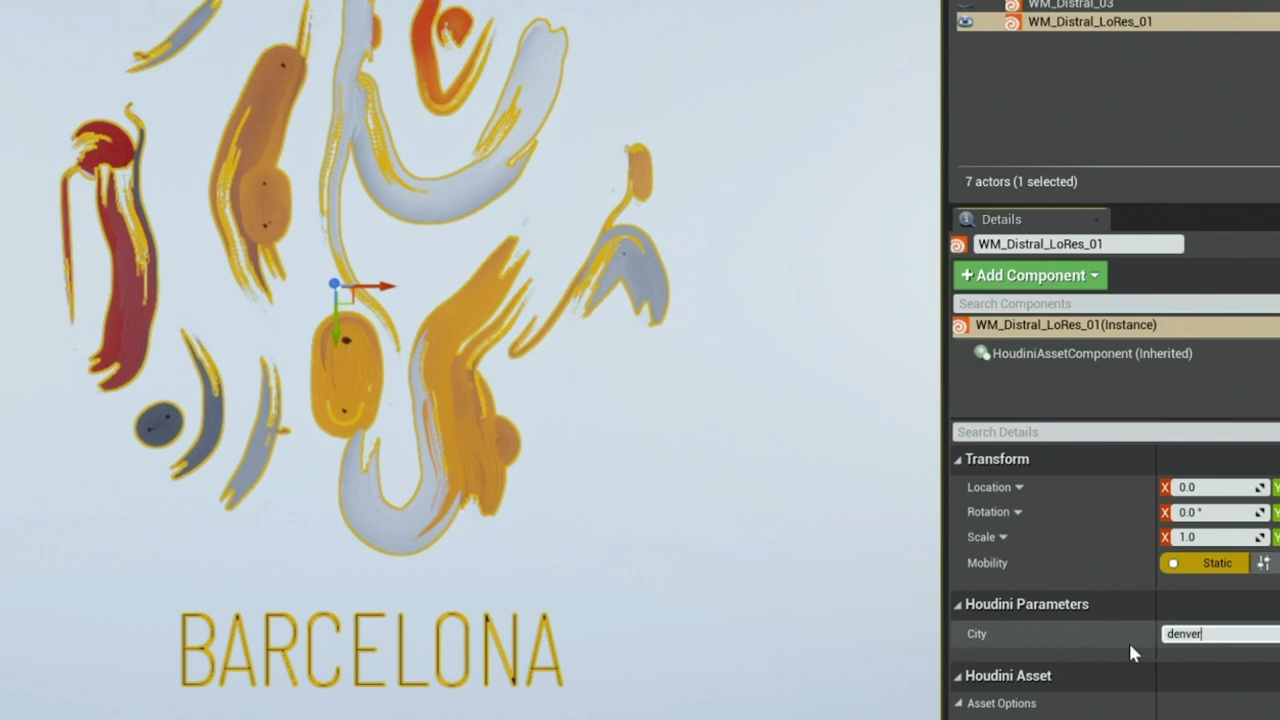 WM_Distral_03
WM_Distral_LoRes_01
7 actors (1 selected)
Details
WM_Distral_LoRes_01
+ Add Component
Search Components
WM_Distral_LoRes_01(Instance)
HoudiniAssetComponent (Inherited)
Search Details
Transform
Location X 0.0 Y
Rotation X 0.0 ° Y
Scale X 1.0 Y
Mobility Static
Houdini Parameters
City denver
Houdini Asset
Asset Options
BARCELONA